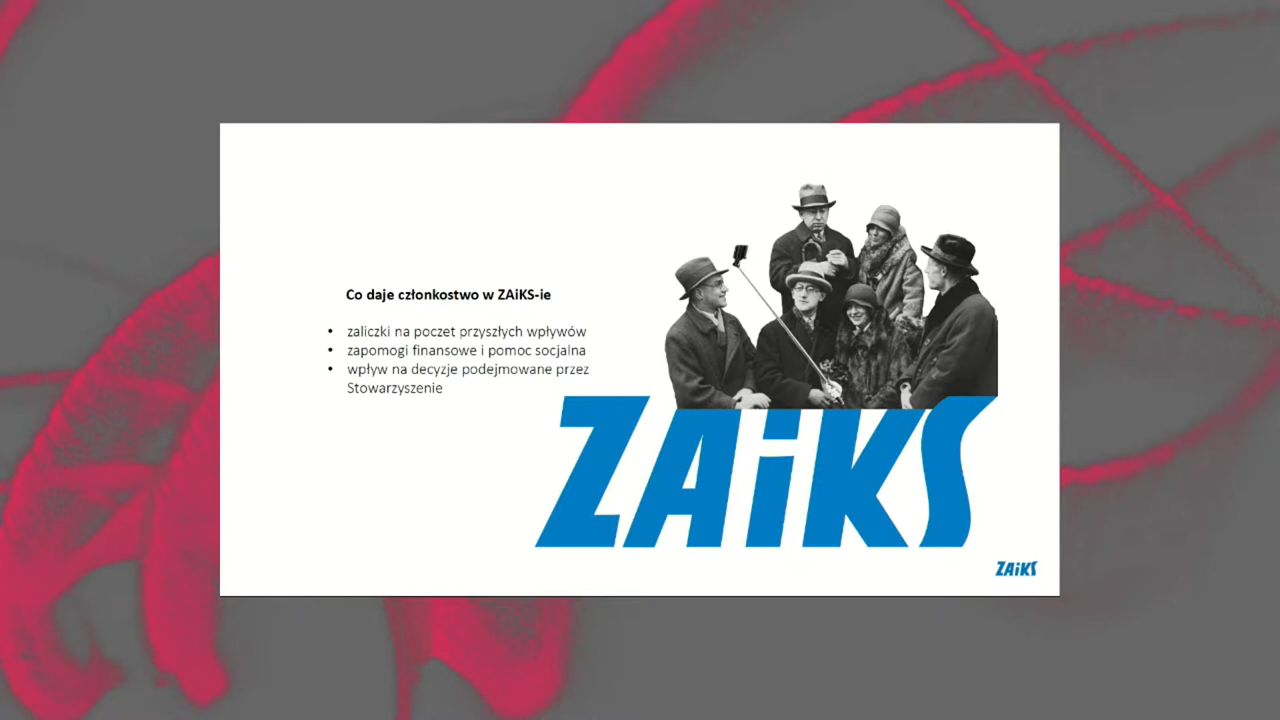 Co daje członkostwo w ZAiKS-ie
• zaliczki na poczet przyszłych wpływów
• zapomogi finansowe i pomoc socjalna
• wpływ na decyzje podejmowane przez
Stowarzyszenie
ZAiKS
ZAiKS